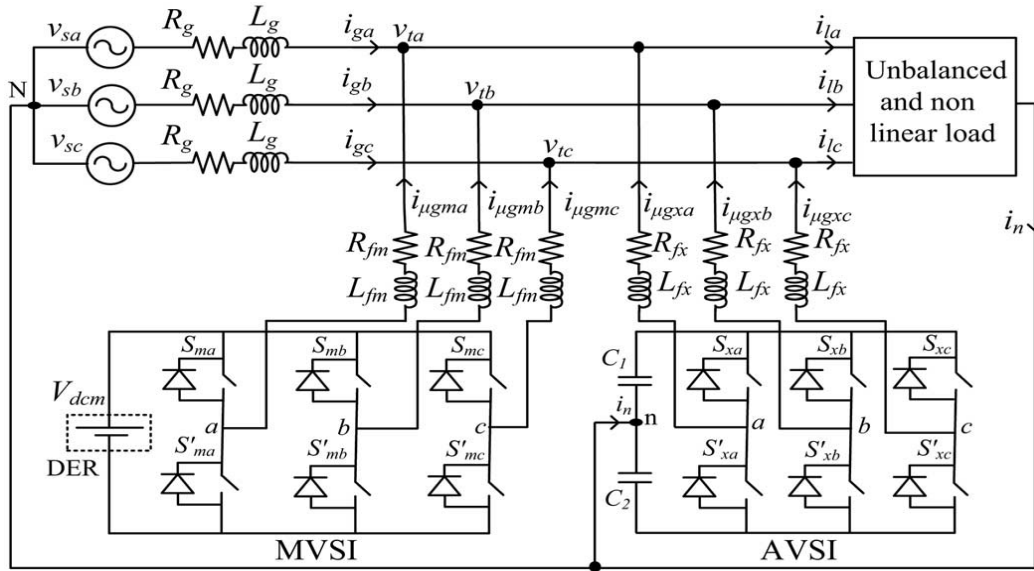 v_sa R_g L_g i_ga v_ta i_la
N v_sb R_g L_g i_gb v_tb i_lb
v_sc R_g L_g i_gc v_tc i_lc
Unbalanced
and non
linear load
i_μgma i_μgmb i_μgmc i_μgxa i_μgxb i_μgxc i_n
R_fm R_fm R_fm R_fx R_fx R_fx
L_fm L_fm L_fm L_fx L_fx L_fx
S_ma S_mb S_mc C_1 S_xa S_xb S_xc
V_dcm a b c i_n n a b c
DER S'_ma S'_mb S'_mc C_2 S'_xa S'_xb S'_xc
MVSI AVSI